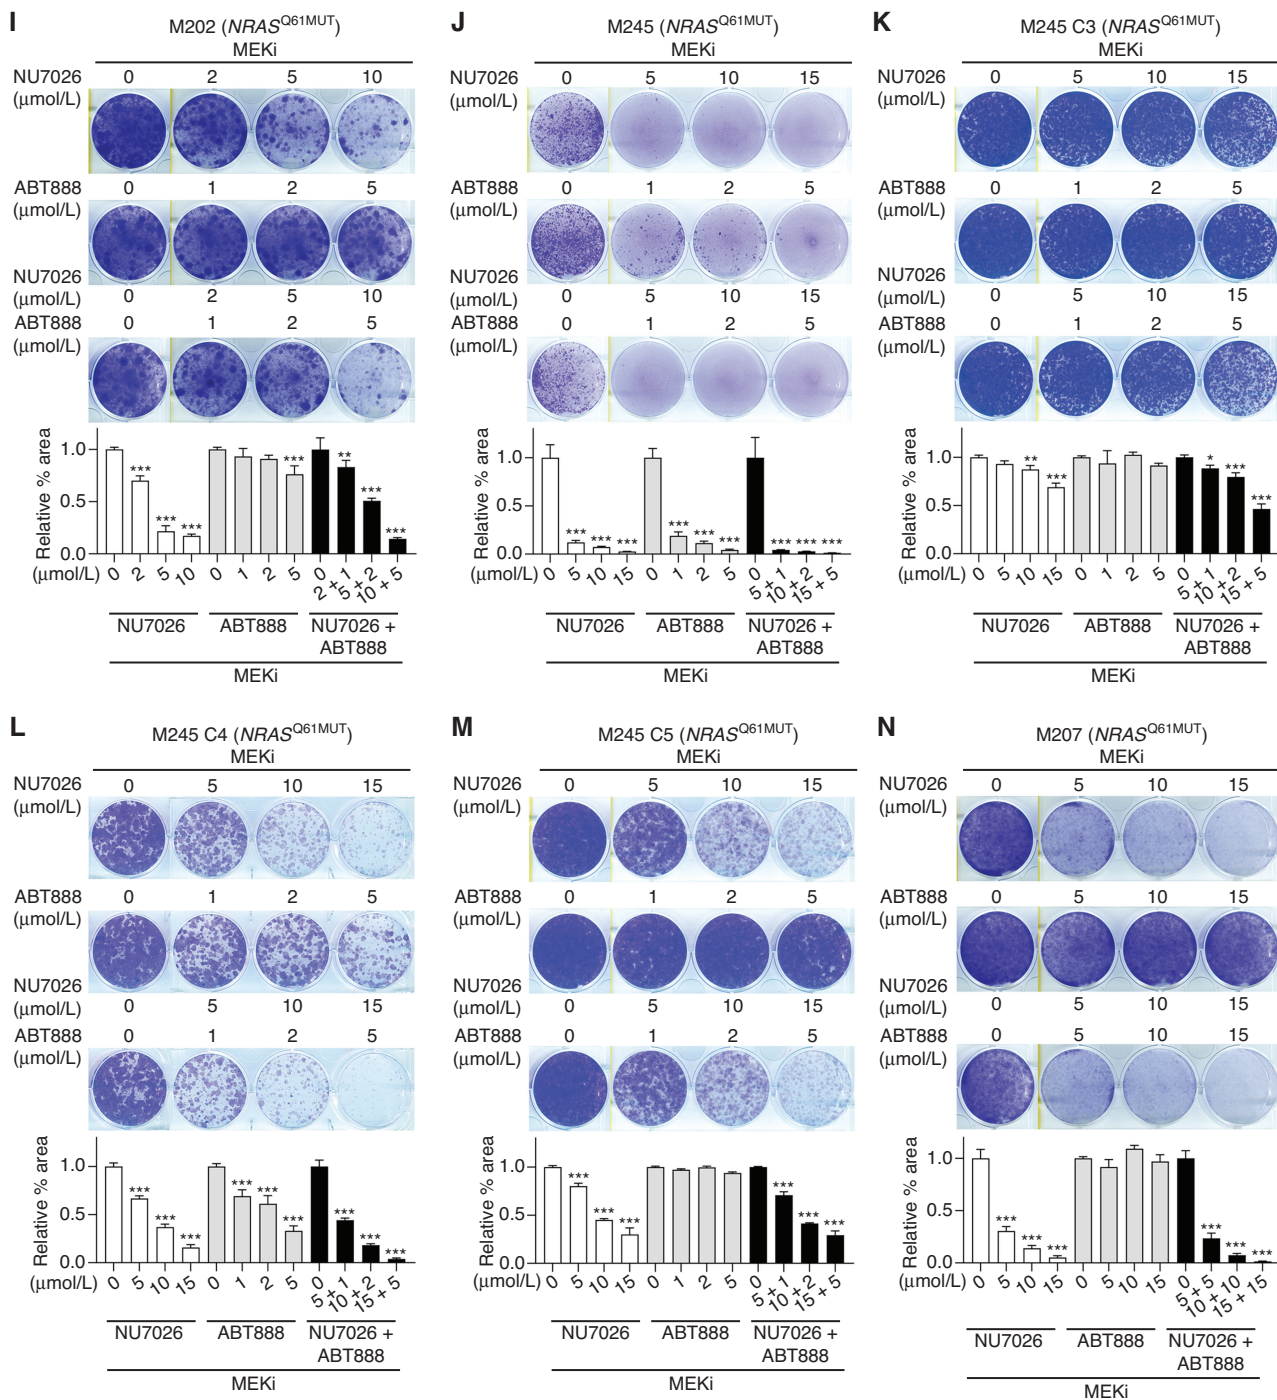 I
M202 (NRASQ61MUT)
MEKi
NU7026 (μmol/L)
0 2 5 10
ABT888 (μmol/L)
0 1 2 5
NU7026 (μmol/L)
0 2 5 10
ABT888 (μmol/L)
0 1 2 5
Relative % area
1.0
0.5
0.0
*** *** *** *** ** *** ***
(μmol/L)
0 2 5 10 0 1 2 5 0 2 + 1 5 + 2 10 + 5
NU7026 ABT888 NU7026 + ABT888
MEKi
J
M245 (NRASQ61MUT)
MEKi
0 5 10 15
0 1 2 5
0 5 10 15
0 1 2 5
NU7026 (μmol/L)
ABT888 (μmol/L)
NU7026 (μmol/L)
ABT888 (μmol/L)
Relative % area
1.0
0.5
0.0
*** *** *** *** *** *** *** *** ***
(μmol/L)
0 5 10 15 0 1 2 5 0 5 + 1 10 + 2 15 + 5
NU7026 ABT888 NU7026 + ABT888
MEKi
K
M245 C3 (NRASQ61MUT)
MEKi
NU7026 (μmol/L)
0 5 10 15
ABT888 (μmol/L)
0 1 2 5
NU7026 (μmol/L)
0 5 10 15
ABT888 (μmol/L)
0 1 2 5
Relative % area
1.0
0.5
0.0
** *** * *** ***
(μmol/L)
0 5 10 15 0 1 2 5 0 5 + 1 10 + 2 15 + 5
NU7026 ABT888 NU7026 + ABT888
MEKi
L
M245 C4 (NRASQ61MUT)
MEKi
NU7026 (μmol/L)
0 5 10 15
ABT888 (μmol/L)
0 1 2 5
NU7026 (μmol/L)
0 5 10 15
ABT888 (μmol/L)
0 1 2 5
Relative % area
1.0
0.5
0.0
*** *** *** *** *** *** *** *** ***
(μmol/L)
0 5 10 15 0 1 2 5 0 5 + 1 10 + 2 15 + 5
NU7026 ABT888 NU7026 + ABT888
MEKi
M
M245 C5 (NRASQ61MUT)
MEKi
NU7026 (μmol/L)
0 5 10 15
ABT888 (μmol/L)
0 1 2 5
NU7026 (μmol/L)
0 5 10 15
ABT888 (μmol/L)
0 1 2 5
Relative % area
1.0
0.5
0.0
*** *** *** *** *** ***
(μmol/L)
0 5 10 15 0 1 2 5 0 5 + 1 10 + 2 15 + 5
NU7026 ABT888 NU7026 + ABT888
MEKi
N
M207 (NRASQ61MUT)
MEKi
NU7026 (μmol/L)
0 5 10 15
ABT888 (μmol/L)
0 5 10 15
NU7026 (μmol/L)
0 5 10 15
ABT888 (μmol/L)
0 5 10 15
Relative % area
1.0
0.5
0.0
*** *** *** *** *** ***
(μmol/L)
0 5 10 15 0 5 10 15 0 5 + 5 10 + 10 15 + 15
NU7026 ABT888 NU7026 + ABT888
MEKi